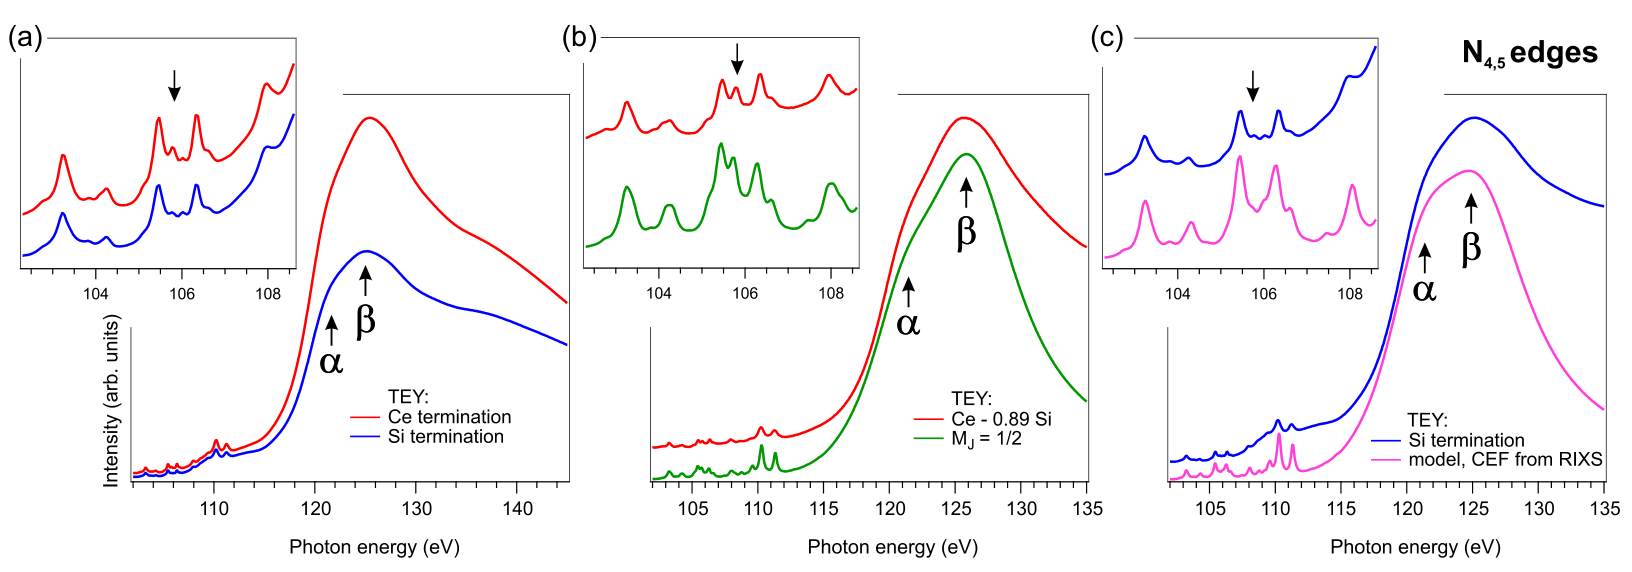 (a)
104 106 108
Intensity (arb. units)
α
β
TEY:
Ce termination
Si termination
110 120 130 140
Photon energy (eV)
(b)
104 106 108
α
β
TEY:
Ce - 0.89 Si
M_J = 1/2
105 110 115 120 125 130 135
Photon energy (eV)
(c)
N_4,5 edges
104 106 108
α
β
TEY:
Si termination
model, CEF from RIXS
105 110 115 120 125 130 135
Photon energy (eV)